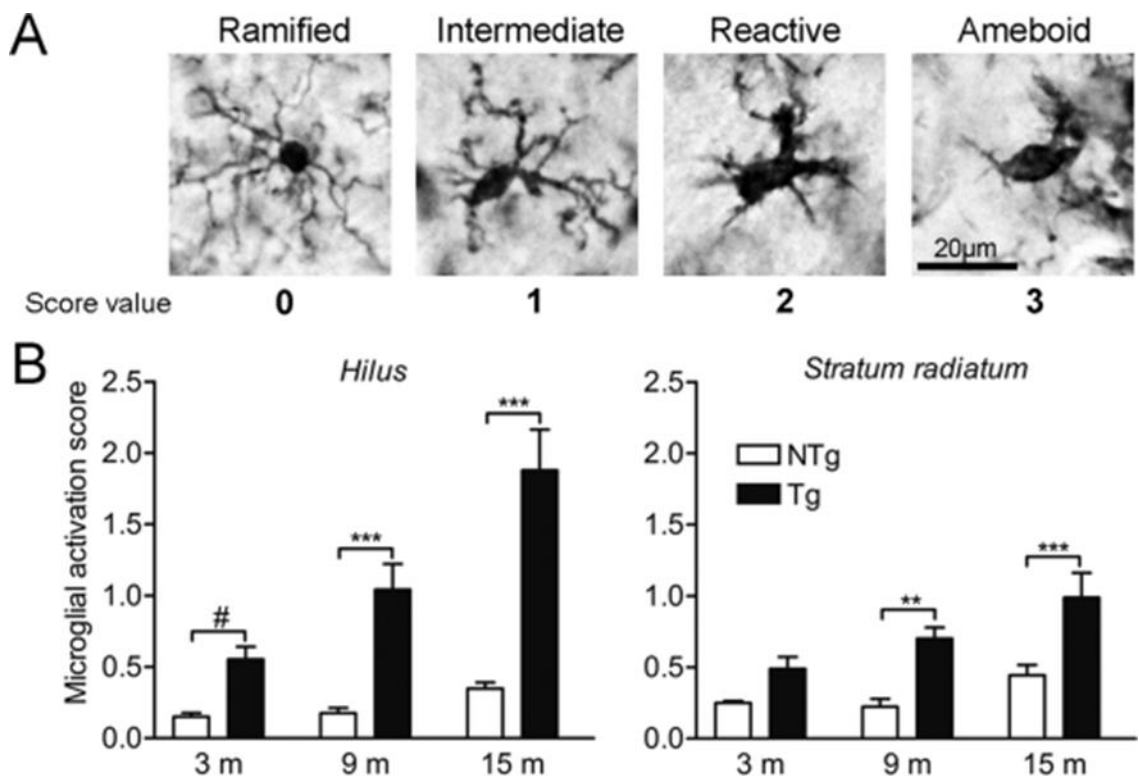 A
Ramified Intermediate Reactive Ameboid
20µm
Score value 0 1 2 3
B
Hilus
Stratum radiatum
Microglial activation score
2.5
2.0
1.5
1.0
0.5
0.0
#
***
***
3 m 9 m 15 m
2.5
2.0
1.5
1.0
0.5
0.0
NTg
Tg
**
***
3 m 9 m 15 m